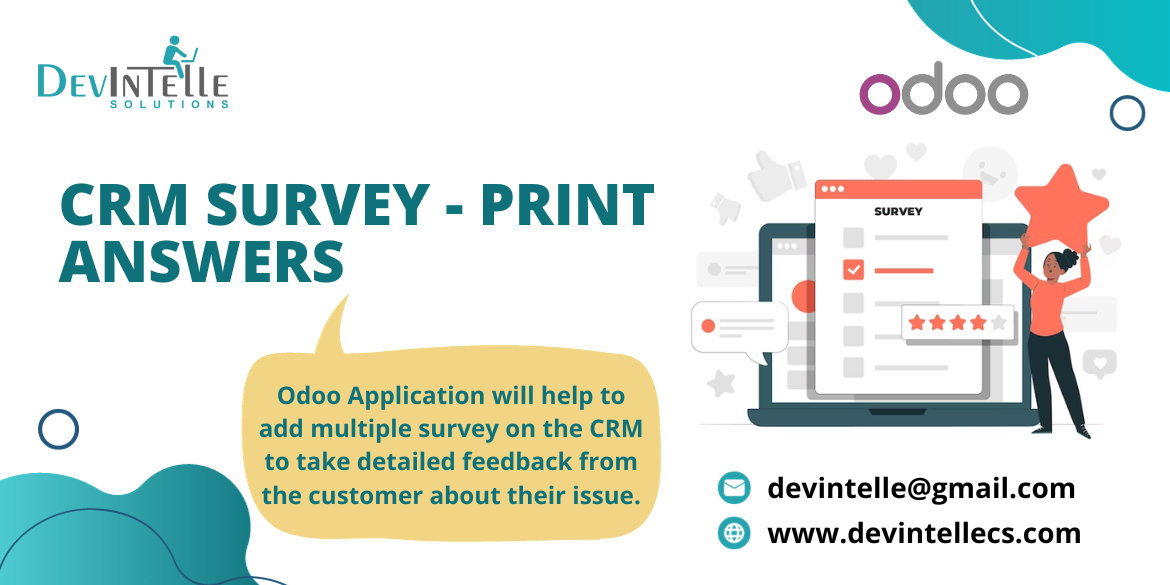 DEVINTELLE
SOLUTIONS
odoo
CRM SURVEY - PRINT
ANSWERS
SURVEY
Odoo Application will help to
add multiple survey on the CRM
to take detailed feedback from
the customer about their issue.
devintelle@gmail.com
www.devintellecs.com